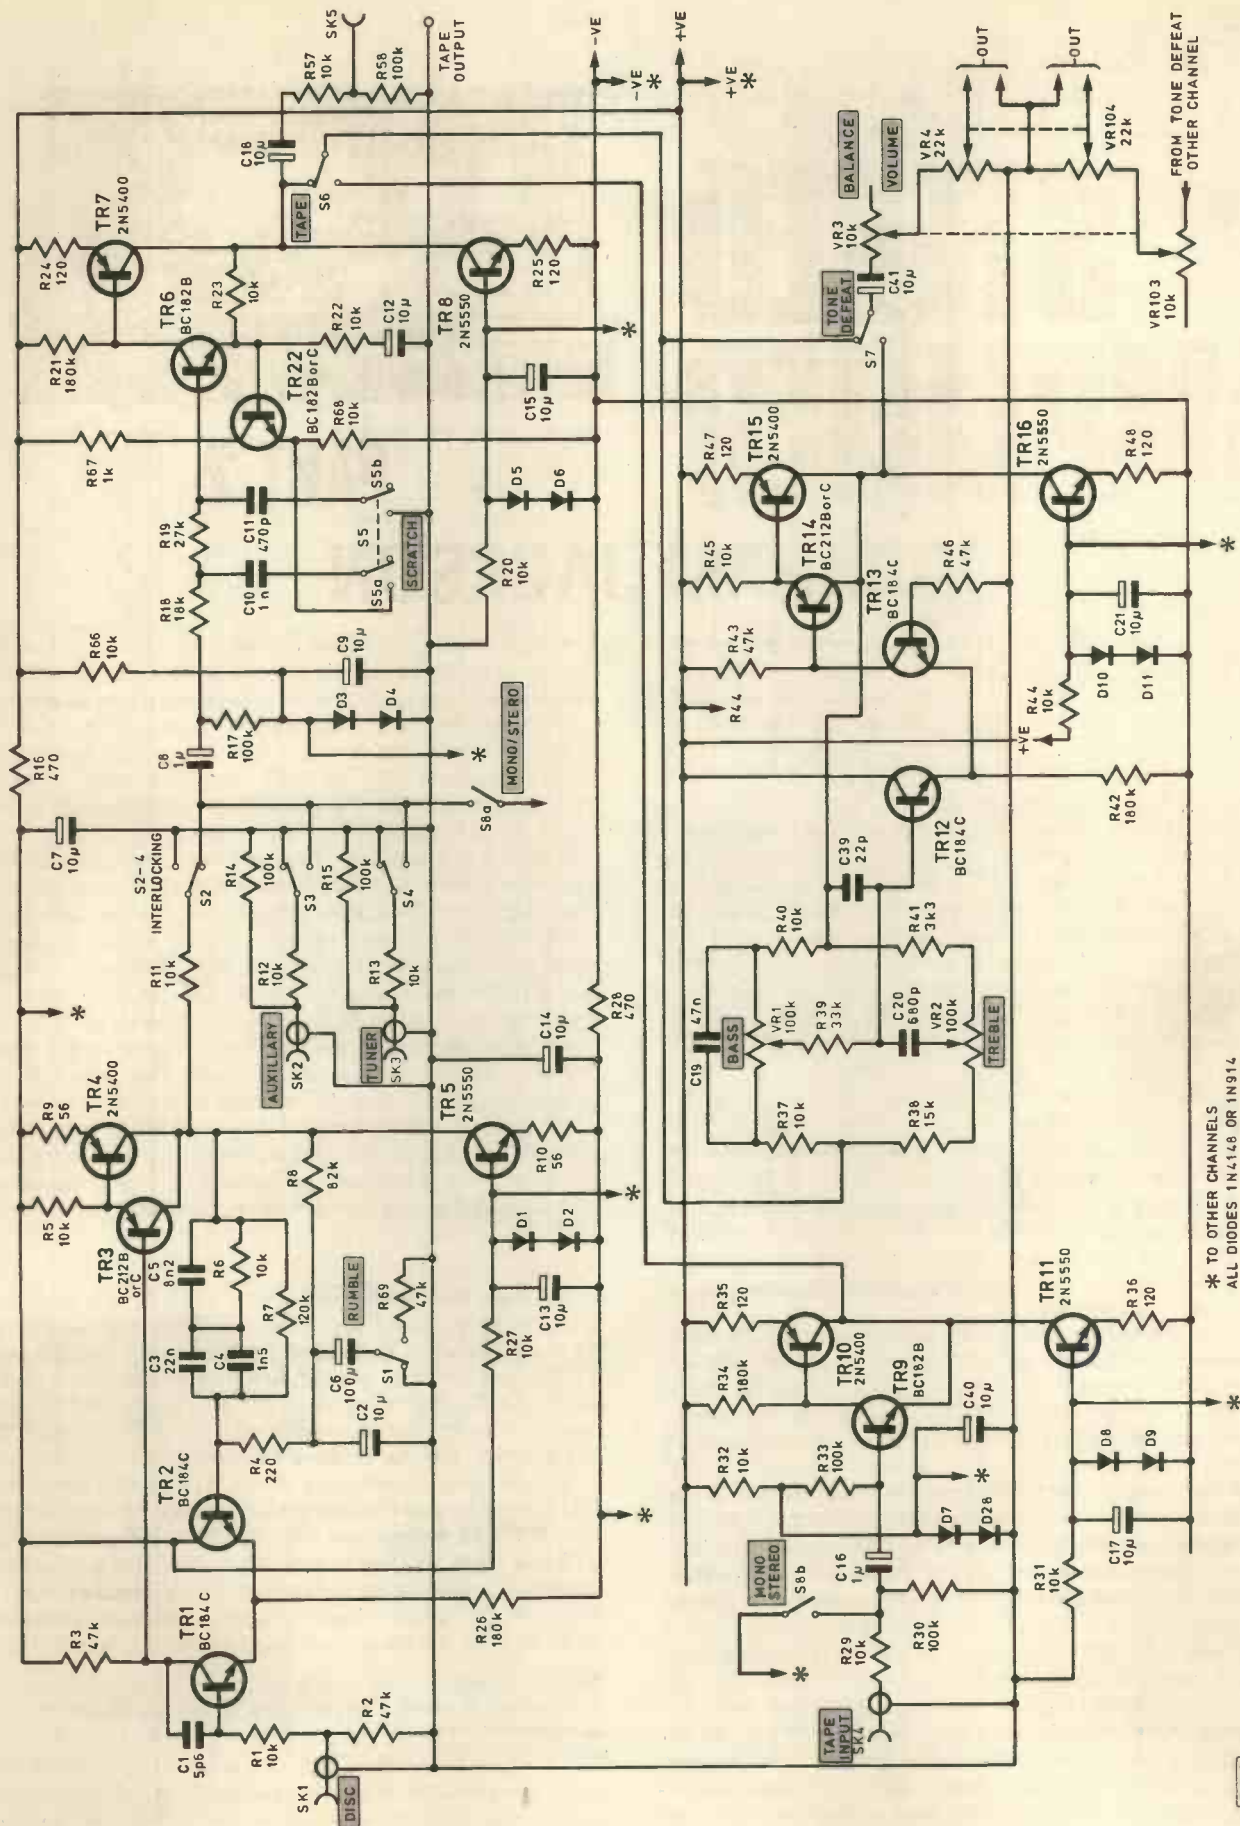 SK5
R57
10k
R58
100k
TAPE
OUTPUT
-VE
-VE
*
+VE
+VE
*
C18
10µ
TAPE
S6
TR7
2N5400
R24
120
R23
10k
TR6
BC182B
R21
180k
R22
10k
C12
10µ
TR8
2N5550
R25
120
*
TR22
BC182BorC
R68
10k
C15
10µ
R67
1k
D5
D6
S5b
S5
S5a
SCRATCH
R20
10k
R19
27k
C11
470p
R18
18k
C10
1n
R66
10k
C9
10µ
D3
D4
R17
100k
*
C8
1µ
R16
470
MONO/STERO
S8a
C7
10µ
S2-4
INTERLOCKING
S2
R14
100k
S3
R15
100k
S4
R11
10k
R12
10k
R13
10k
AUXILLARY
SK2
TUNER
SK3
C14
10µ
R28
470
*
R9
56
TR4
2N5400
R5
10k
TR3
BC212B
or C
TR5
2N5550
R10
56
*
R8
82k
C5
8n2
R6
10k
R7
120k
C3
22n
C4
1n5
D1
D2
C13
10µ
R27
10k
RUMBLE
R69
47k
S1
C6
100µ
C2
10µ
R4
220
TR2
BC184C
*
R26
180k
TR1
BC184C
R3
47k
C1
5p6
R1
10k
R2
47k
SK1
DISC
BALANCE
VOLUME
VR4
22k
VR104
22k
-OUT
-OUT
FROM TONE DEFEAT
OTHER CHANNEL
VR3
10k
VR103
10k
C41
10µ
TONE
DEFEAT
S7
R47
120
TR15
2N5400
TR16
2N5550
R48
120
*
R45
10k
TR14
BC212BorC
TR13
BC184C
R46
47k
R43
47k
C21
10µ
D10
D11
R44
R44
10k
+VE
TR12
BC184C
R42
180k
C39
22p
R40
10k
R41
3k3
C19
47n
BASS
VR1
100k
R39
33k
C20
680p
VR2
100k
TREBLE
R37
10k
R38
15k
R35
120
TR10
2N5400
TR11
2N5550
R36
120
*
R34
180k
TR9
BC182B
C40
10µ
R32
10k
R33
100k
*
D7
D28
D8
D9
C17
10µ
R31
10k
C16
1µ
MONO
STEREO
S8b
*
R29
10k
R30
100k
TAPE
INPUT
SK4
* TO OTHER CHANNELS
ALL DIODES 1N4148 OR 1N914